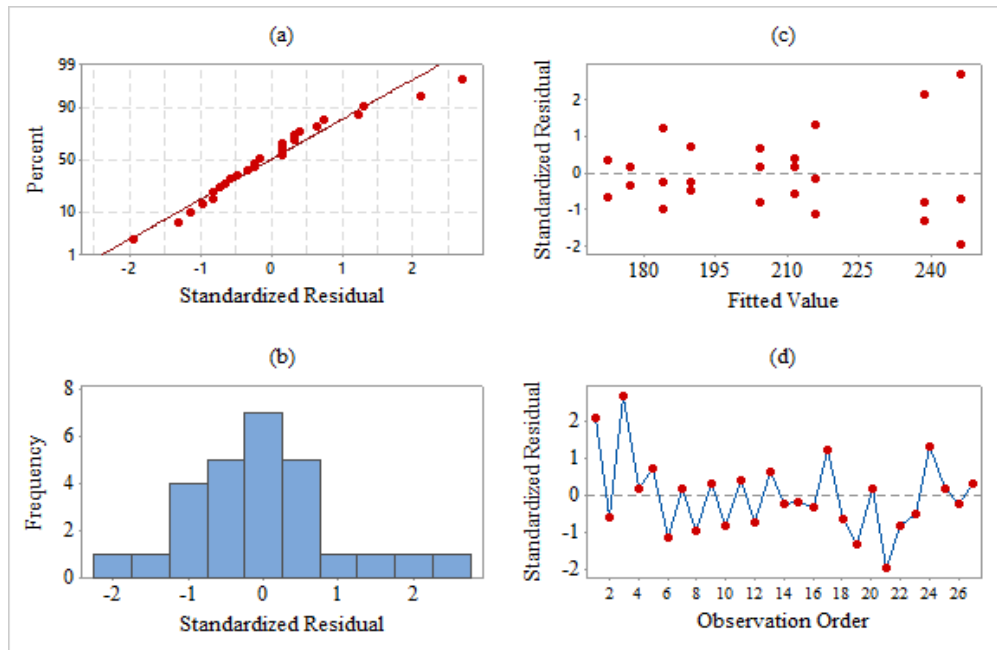 (a)
99
90
50
10
1
Percent
-2 -1 0 1 2
Standardized Residual
(c)
2
1
0
-1
-2
Standardized Residual
180 195 210 225 240
Fitted Value
(b)
8
6
4
2
0
Frequency
-2 -1 0 1 2
Standardized Residual
(d)
2
1
0
-1
-2
Standardized Residual
2 4 6 8 10 12 14 16 18 20 22 24 26
Observation Order